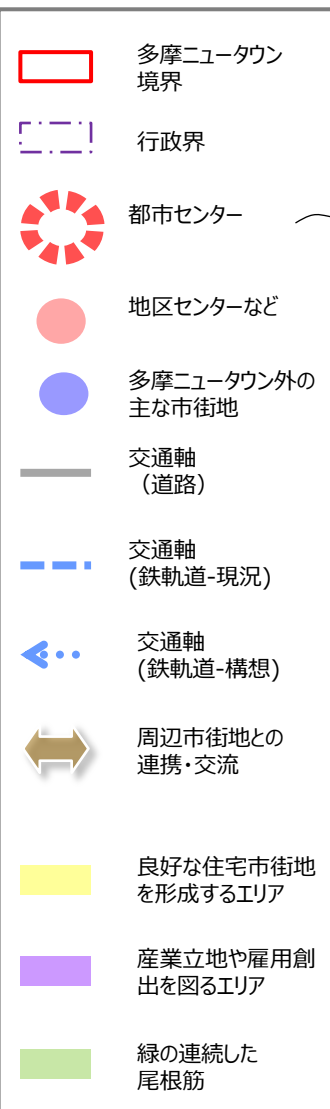 多摩ニュータウン
境界
行政界
都市センター
地区センターなど
多摩ニュータウン外の
主な市街地
交通軸
（道路）
交通軸
(鉄軌道-現況)
交通軸
(鉄軌道-構想)
周辺市街地との
連携・交流
良好な住宅市街地
を形成するエリア
産業立地や雇用創
出を図るエリア
緑の連続した
尾根筋